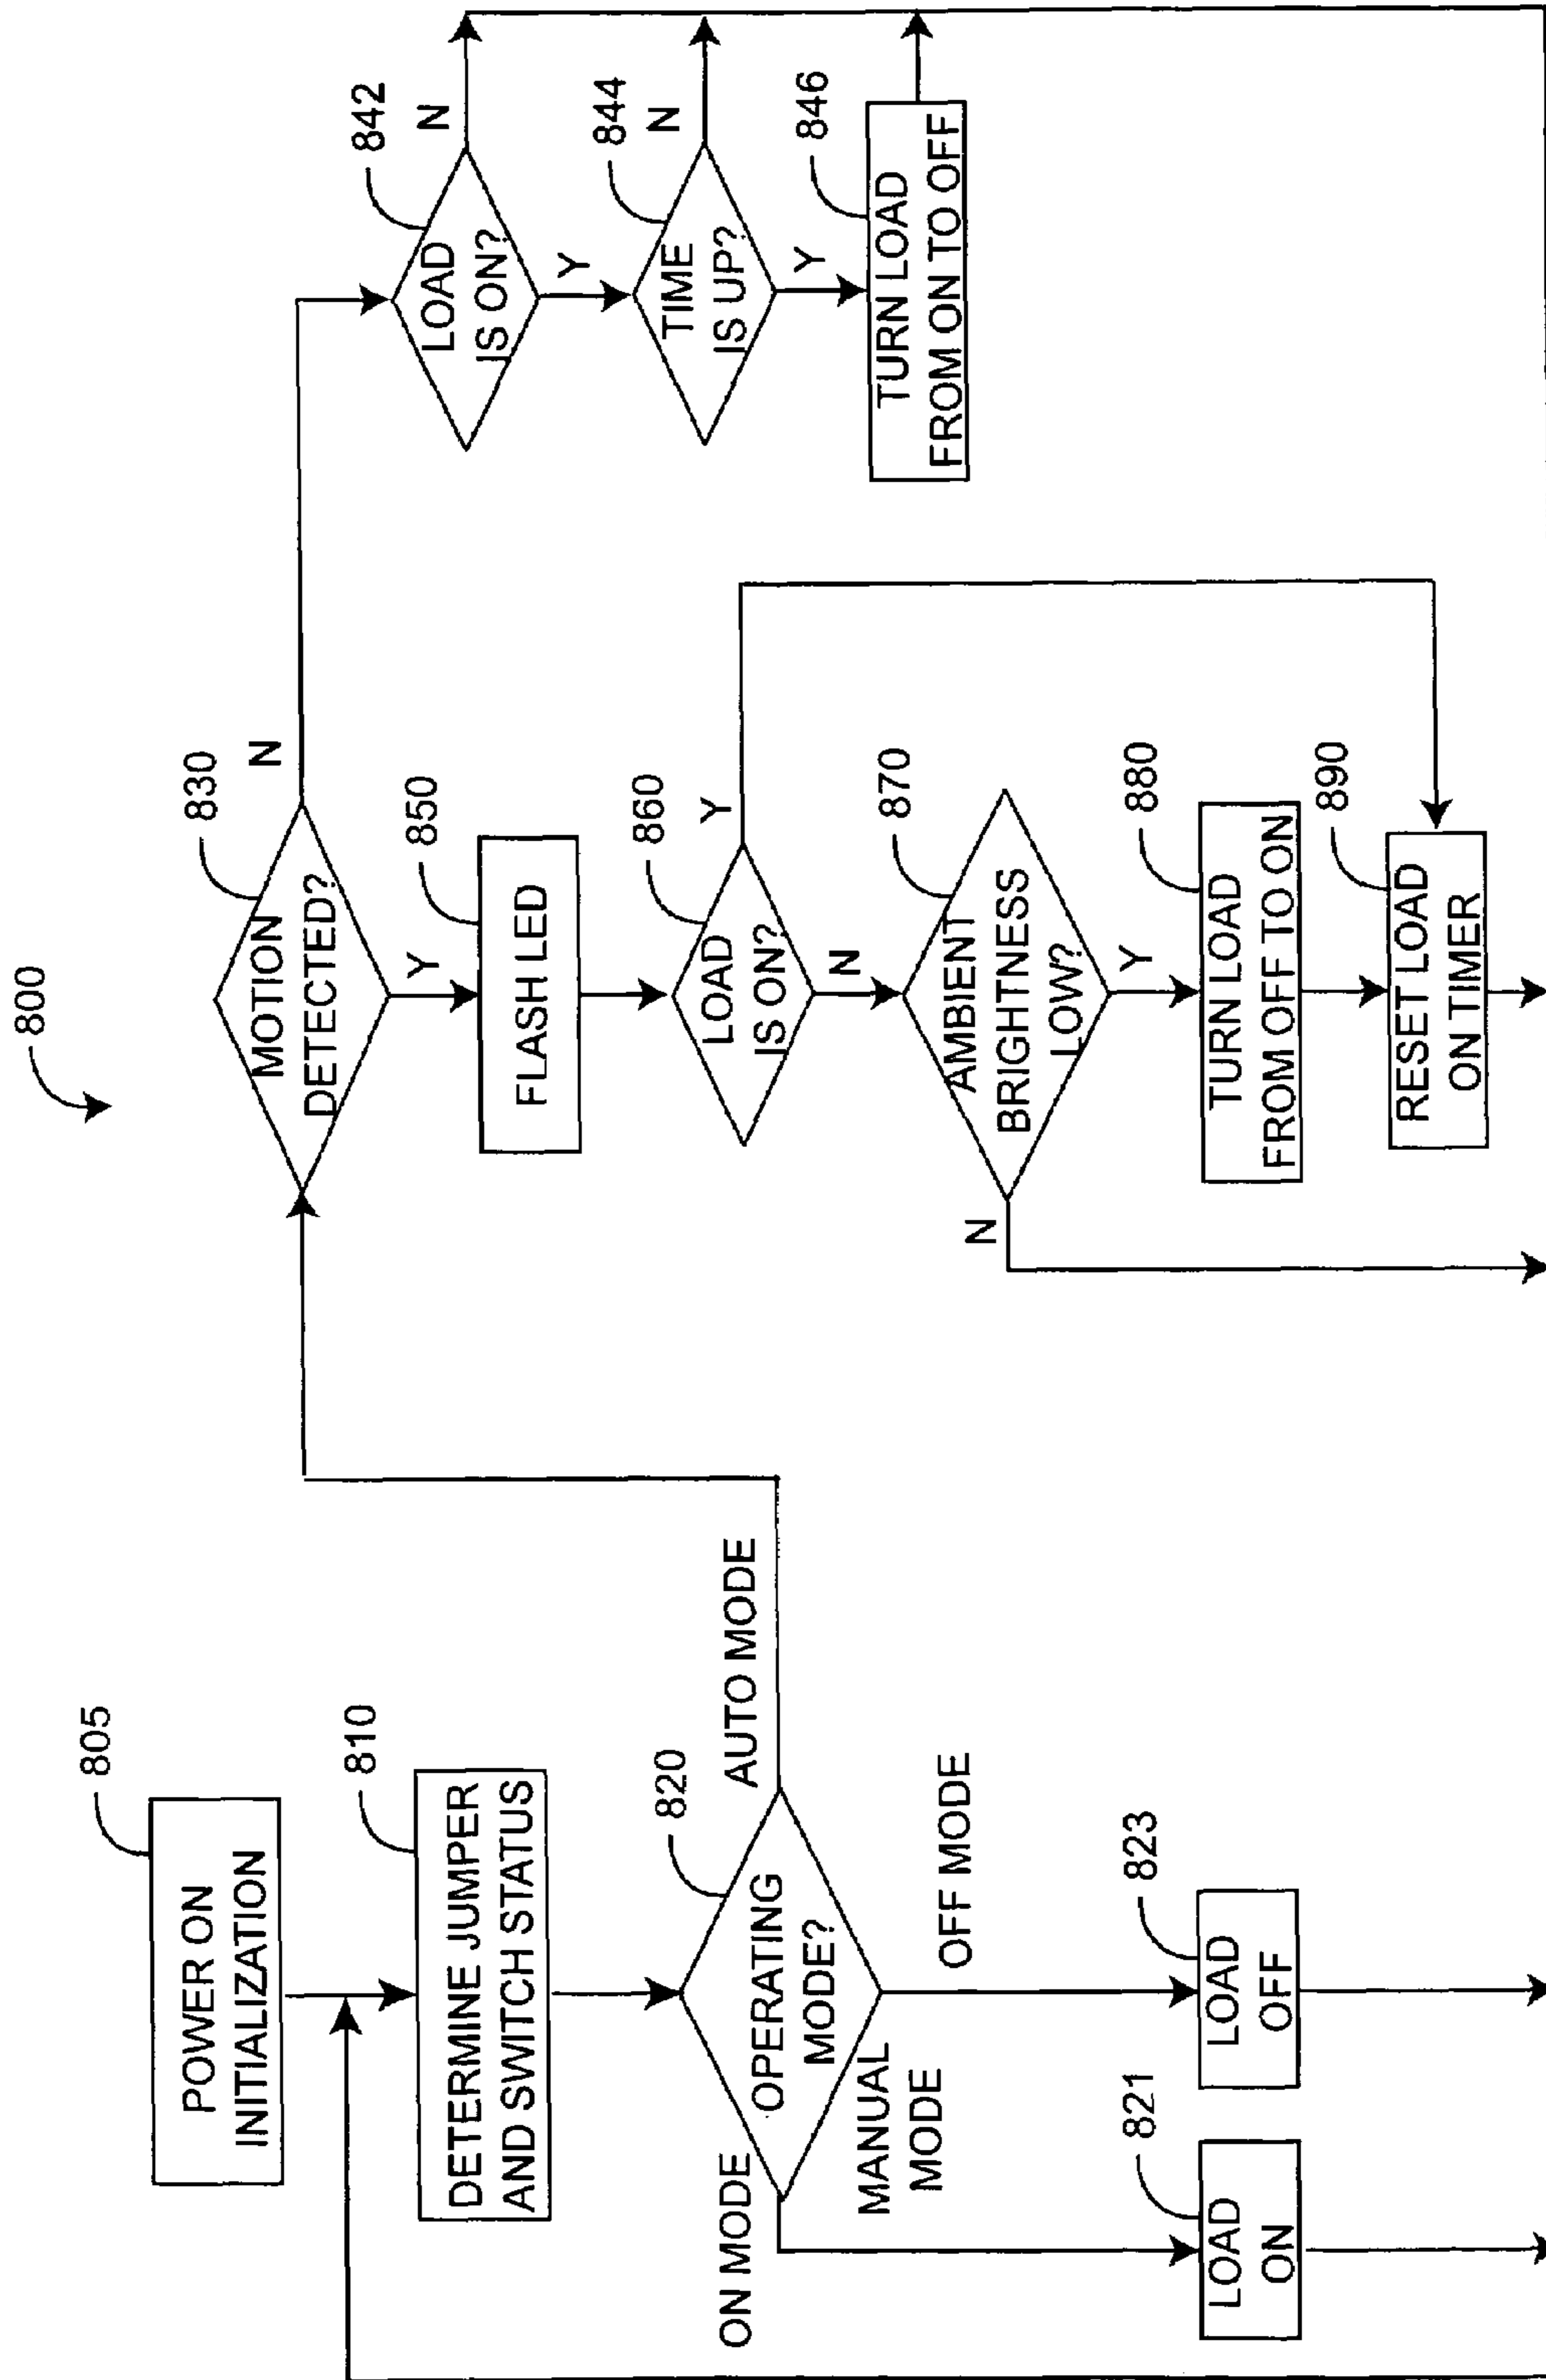 800
805
POWER ON
INITIALIZATION
810
DETERMINE JUMPER
AND SWITCH STATUS
820
OPERATING
MODE?
ON MODE
MANUAL
MODE
OFF MODE
AUTO MODE
821
LOAD
ON
823
LOAD
OFF
830
MOTION
DETECTED?
N
Y
850
FLASH LED
860
LOAD
IS ON?
Y
N
870
AMBIENT
BRIGHTNESS
LOW?
N
Y
880
TURN LOAD
FROM OFF TO ON
890
RESET LOAD
ON TIMER
842
LOAD
IS ON?
N
Y
844
TIME
IS UP?
N
Y
846
TURN LOAD
FROM ON TO OFF